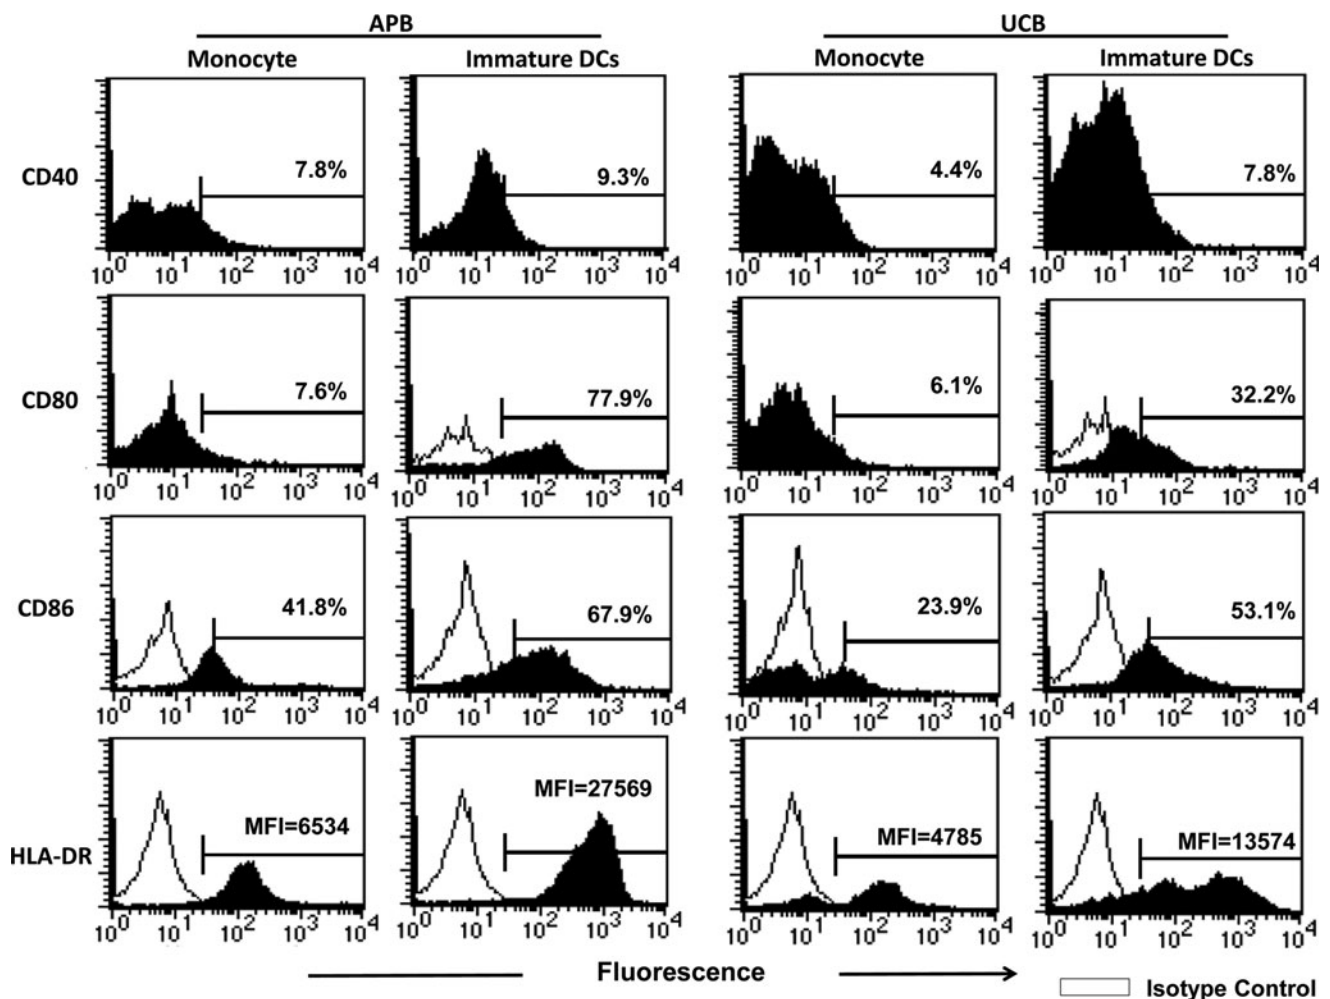 APB UCB
Monocyte Immature DCs Monocyte Immature DCs
CD40 7.8% 9.3% 4.4% 7.8%
10^0 10^1 10^2 10^3 10^4 10^0 10^1 10^2 10^3 10^4 10^0 10^1 10^2 10^3 10^4 10^0 10^1 10^2 10^3 10^4
CD80 7.6% 77.9% 6.1% 32.2%
10^0 10^1 10^2 10^3 10^4 10^0 10^1 10^2 10^3 10^4 10^0 10^1 10^2 10^3 10^4 10^0 10^1 10^2 10^3 10^4
CD86 41.8% 67.9% 23.9% 53.1%
10^0 10^1 10^2 10^3 10^4 10^0 10^1 10^2 10^3 10^4 10^0 10^1 10^2 10^3 10^4 10^0 10^1 10^2 10^3 10^4
HLA-DR MFI=6534 MFI=27569 MFI=4785 MFI=13574
10^0 10^1 10^2 10^3 10^4 10^0 10^1 10^2 10^3 10^4 10^0 10^1 10^2 10^3 10^4 10^0 10^1 10^2 10^3 10^4
Fluorescence
Isotype Control